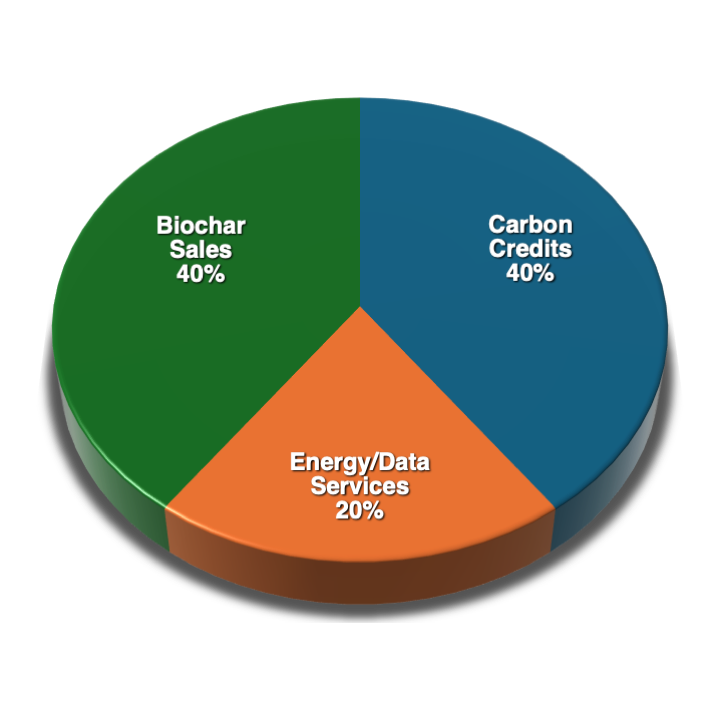 Biochar
Sales
40%
Carbon
Credits
40%
Energy/Data
Services
20%